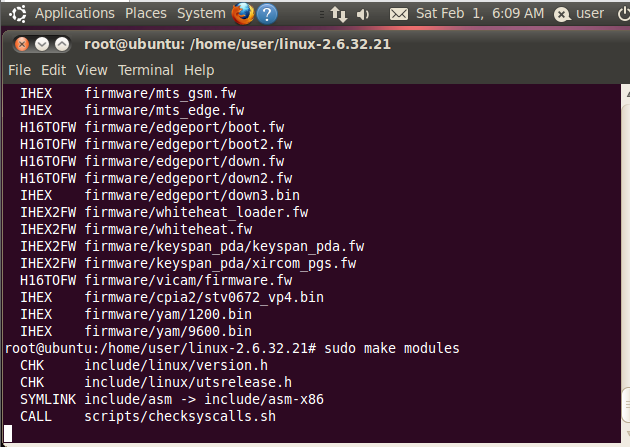 Applications Places System Sat Feb 1, 6:09 AM user
root@ubuntu: /home/user/linux-2.6.32.21
File Edit View Terminal Help
IHEX firmware/mts_gsm.fw
IHEX firmware/mts_edge.fw
H16TOFW firmware/edgeport/boot.fw
H16TOFW firmware/edgeport/boot2.fw
H16TOFW firmware/edgeport/down.fw
H16TOFW firmware/edgeport/down2.fw
IHEX firmware/edgeport/down3.bin
IHEX2FW firmware/whiteheat_loader.fw
IHEX2FW firmware/whiteheat.fw
IHEX2FW firmware/keyspan_pda/keyspan_pda.fw
IHEX2FW firmware/keyspan_pda/xircom_pgs.fw
H16TOFW firmware/vicam/firmware.fw
IHEX firmware/cpia2/stv0672_vp4.bin
IHEX firmware/yam/1200.bin
IHEX firmware/yam/9600.bin
root@ubuntu:/home/user/linux-2.6.32.21# sudo make modules
CHK include/linux/version.h
CHK include/linux/utsrelease.h
SYMLINK include/asm -> include/asm-x86
CALL scripts/checksyscalls.sh